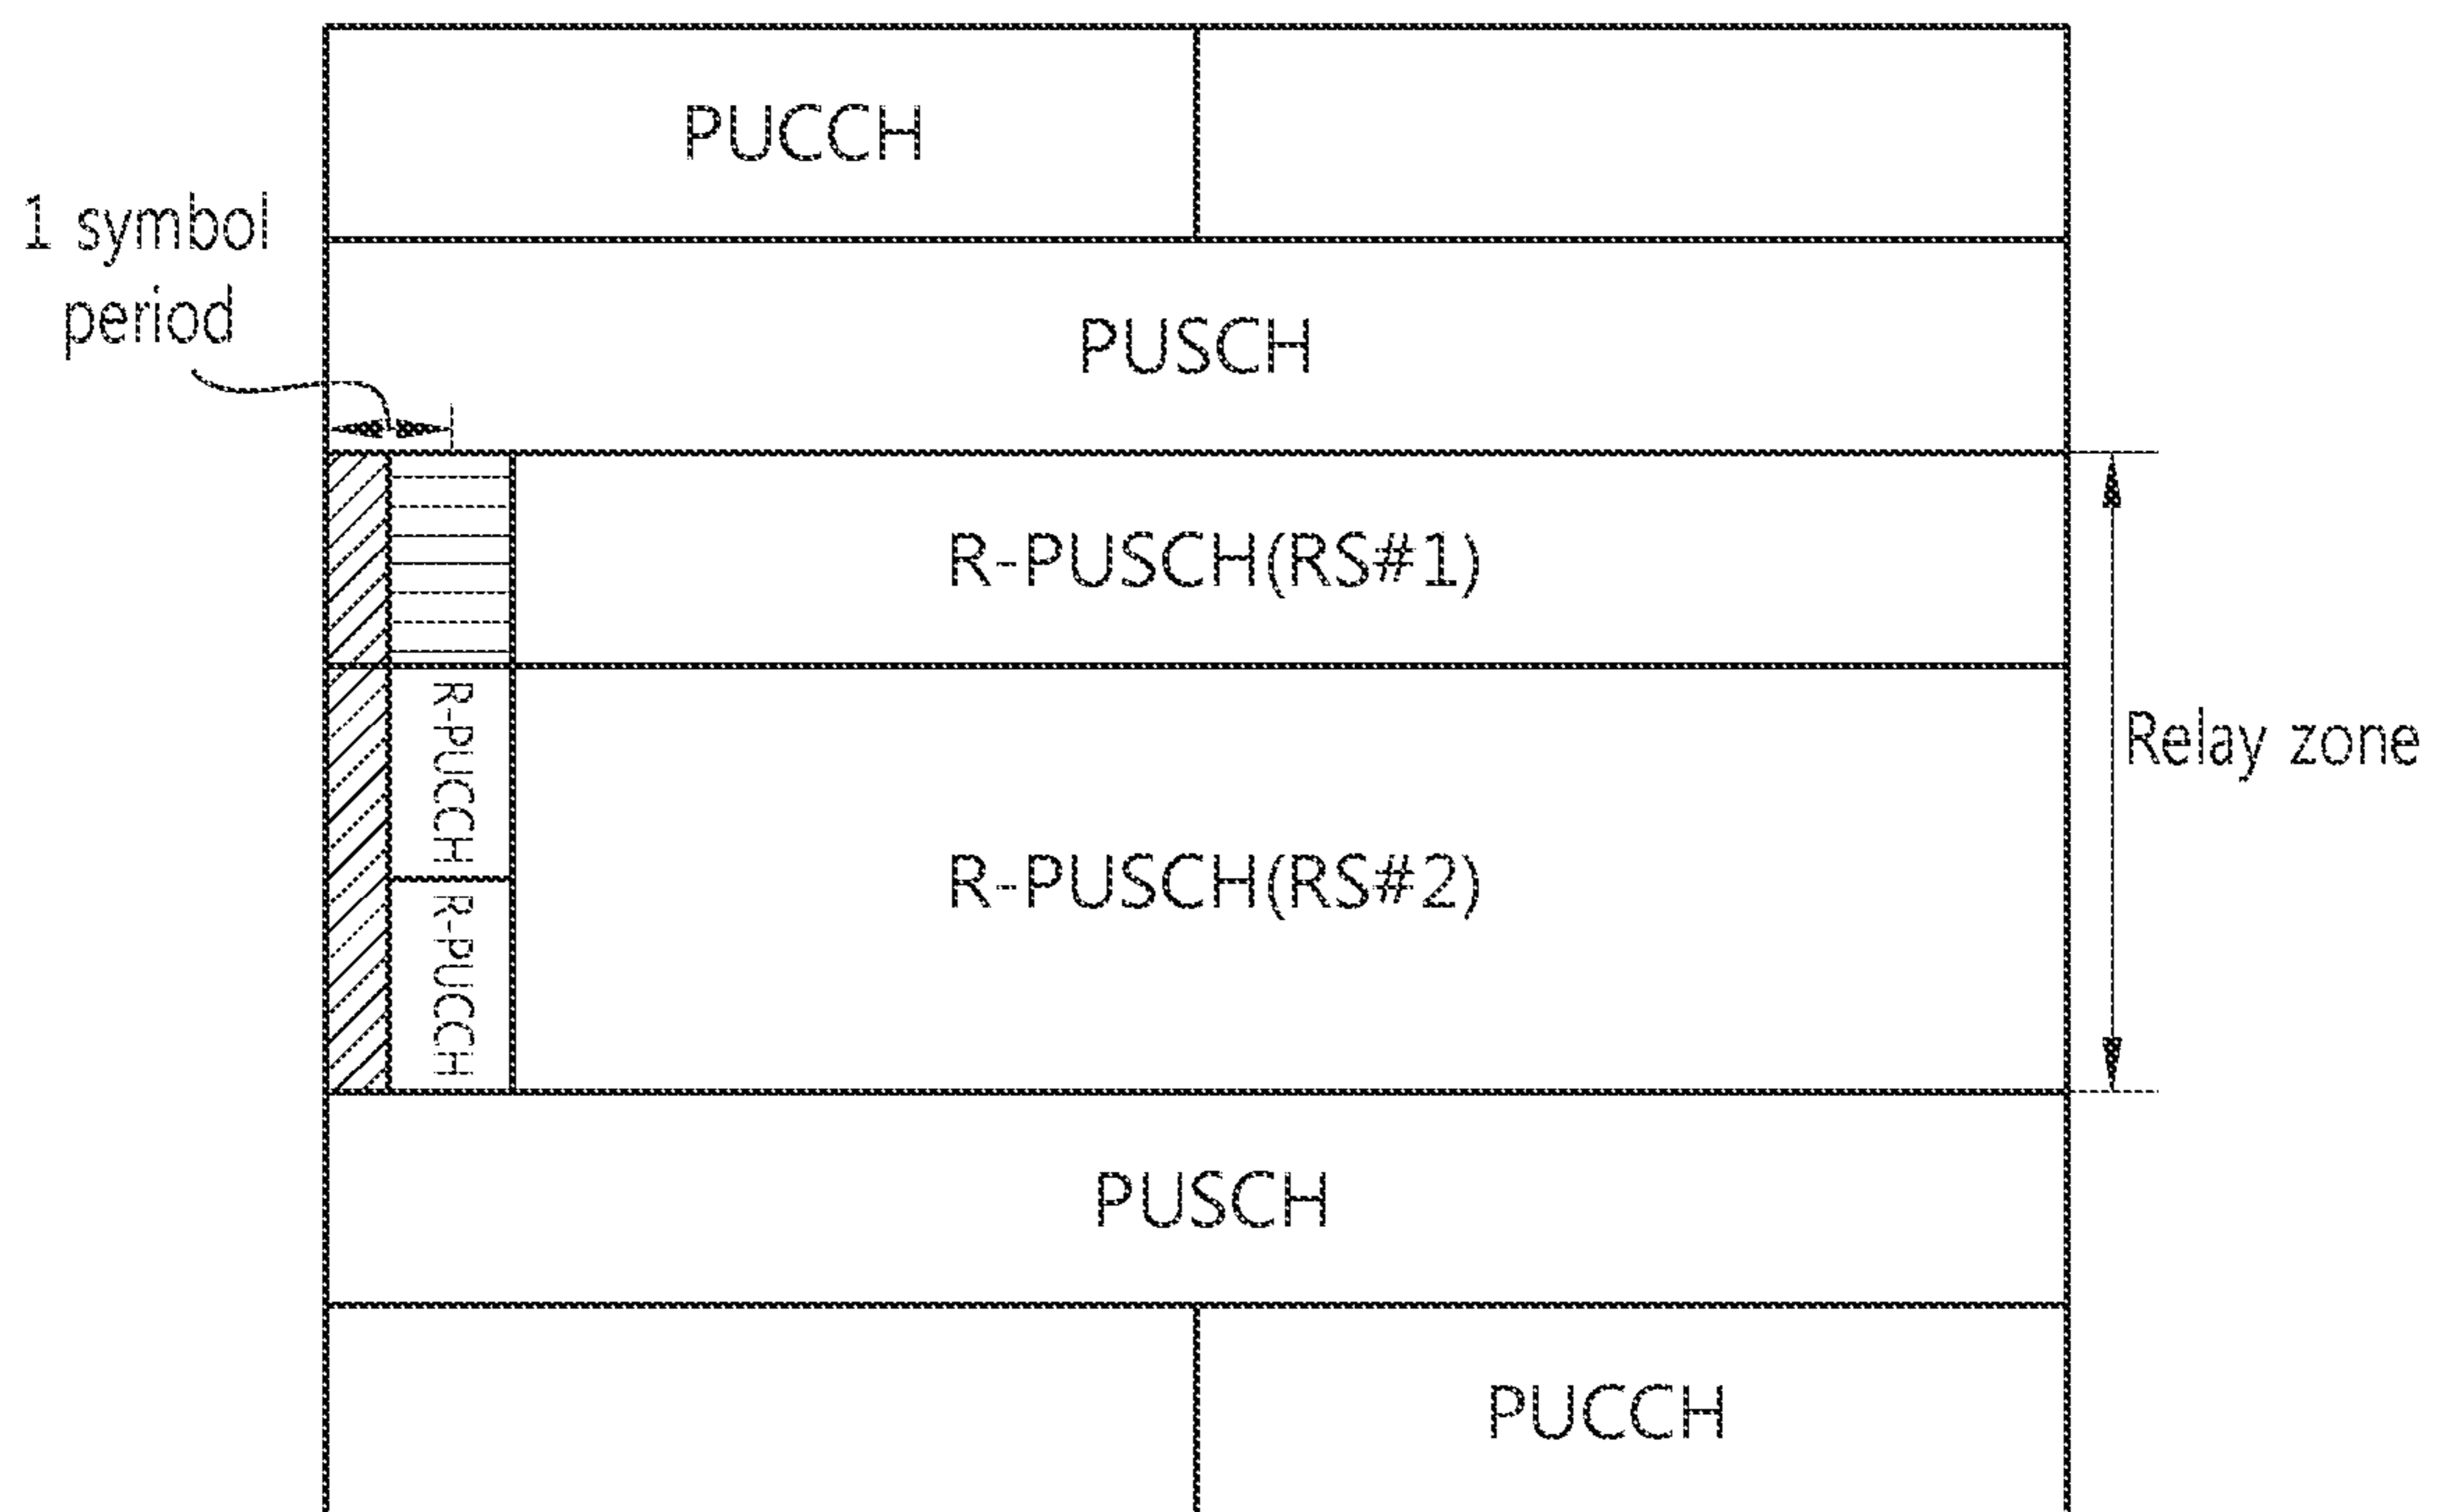 PUCCH
1 symbol
period
PUSCH
R-PUSCH(RS#1)
R-PUCCH
R-PUCCH
R-PUSCH(RS#2)
Relay zone
PUSCH
PUCCH